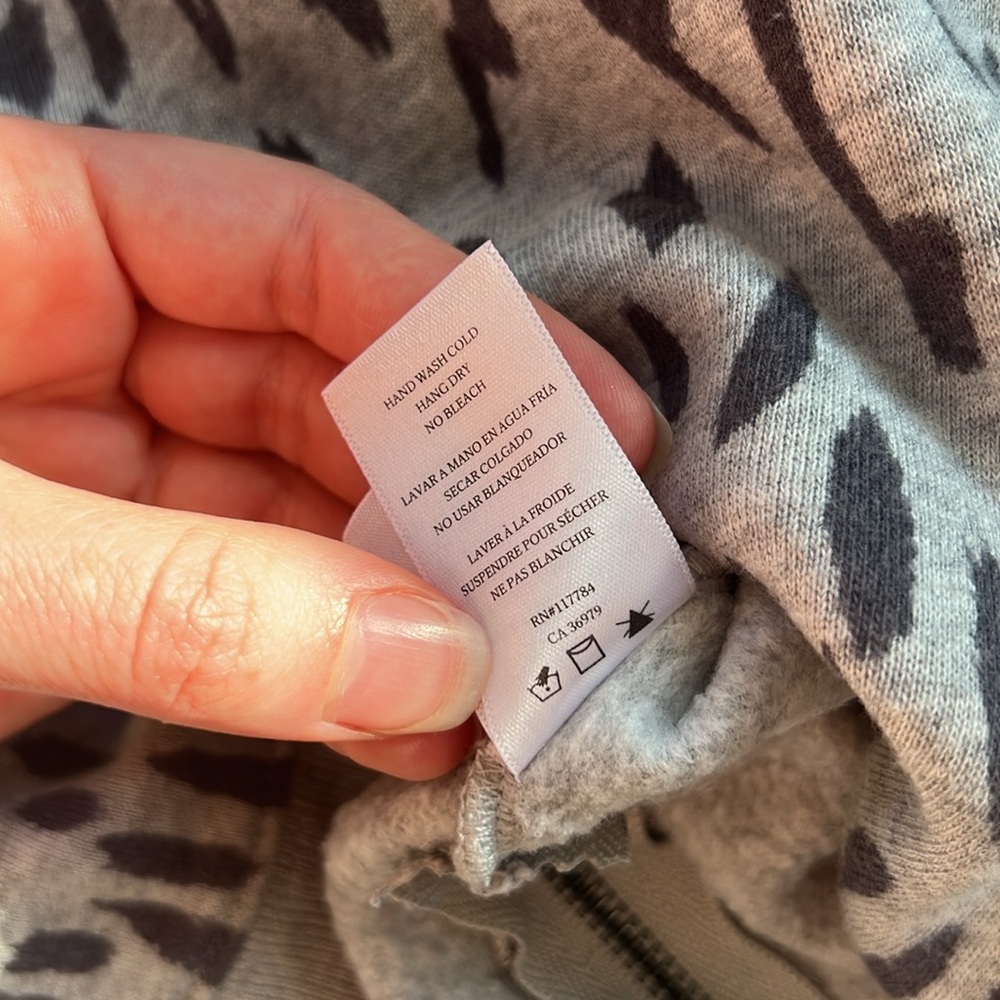 HAND WASH COLD
HANG DRY
NO BLEACH
LAVAR A MANO EN AGUA FRÍA
SECAR COLGADO
NO USAR BLANQUEADOR
LAVER À LA FROIDE
SUSPENDRE POUR SÉCHER
NE PAS BLANCHIR
RN#117784
CA 36979